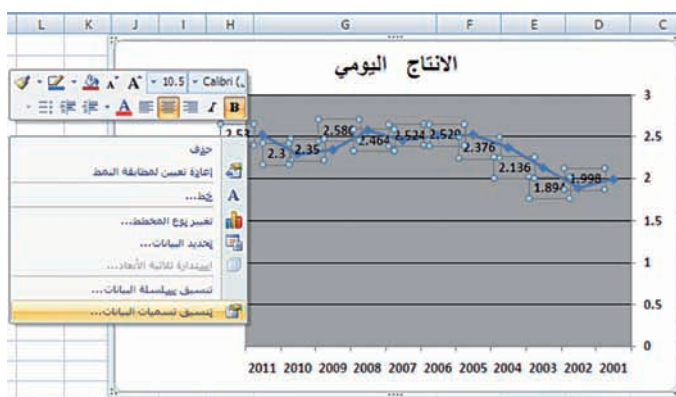 L K J I H G F E D C
الانتاج اليومي
10.5 Calibri (
A A
A I B
حذف
إعادة تعيين لمطابقة النمط
خط...
تغيير نوع المخطط...
تحديد البيانات...
استدارة ثلاثية الأبعاد...
تنسيق سلسلة البيانات...
تنسيق تسميات البيانات...
3
2.5
2
1.5
1
0.5
0
2.3 2.35 2.464 2.524 2.376 2.136 1.894 1.998
2011 2010 2009 2008 2007 2006 2005 2004 2003 2002 2001